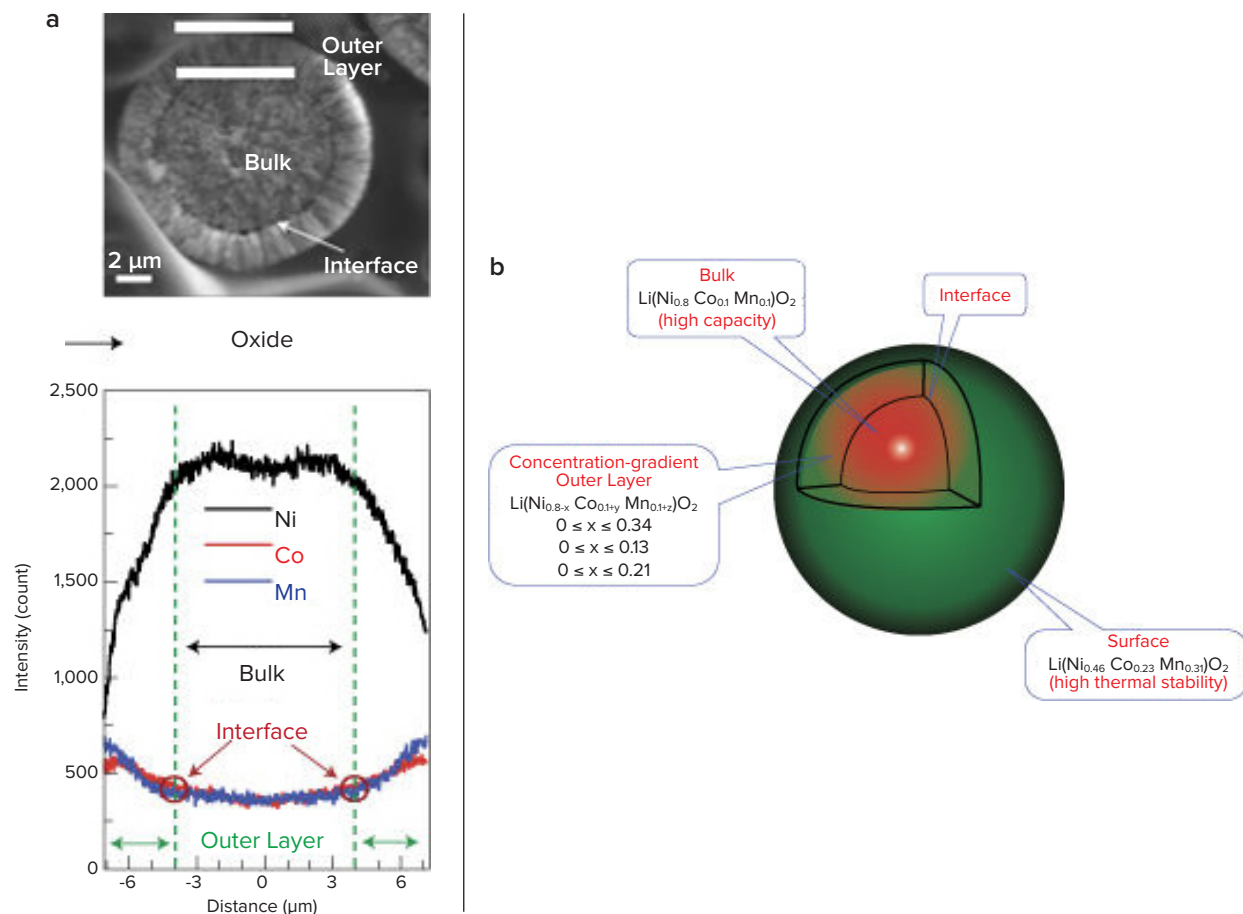 a
Outer
Layer
Bulk
2 μm
Interface
Oxide
2,500
2,000
1,500
1,000
500
0
Intensity (count)
Ni
Co
Mn
Bulk
Interface
Outer Layer
-6 -3 0 3 6
Distance (μm)
b
Bulk
Li(Ni₀.₈ Co₀.₁ Mn₀.₁)O₂
(high capacity)
Interface
Concentration-gradient
Outer Layer
Li(Ni₀.₈₋ₓ Co₀.₁₊y Mn₀.₁₊z)O₂
0 ≤ x ≤ 0.34
0 ≤ x ≤ 0.13
0 ≤ x ≤ 0.21
Surface
Li(Ni₀.₄₆ Co₀.₂₃ Mn₀.₃₁)O₂
(high thermal stability)